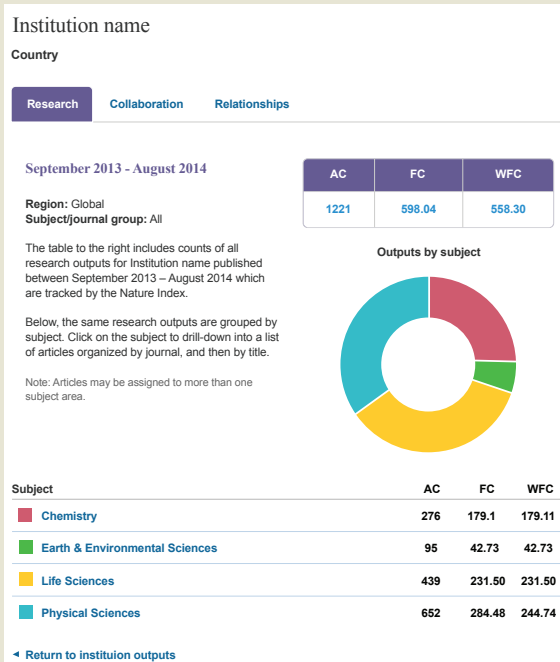 Institution name
Country
Research Collaboration Relationships
September 2013 - August 2014
Region: Global
Subject/journal group: All
The table to the right includes counts of all
research outputs for Institution name published
between September 2013 – August 2014 which
are tracked by the Nature Index.
Below, the same research outputs are grouped by
subject. Click on the subject to drill-down into a list
of articles organized by journal, and then by title.
Note: Articles may be assigned to more than one
subject area.
AC FC WFC
1221 598.04 558.30
Outputs by subject
Subject AC FC WFC
Chemistry 276 179.1 179.11
Earth & Environmental Sciences 95 42.73 42.73
Life Sciences 439 231.50 231.50
Physical Sciences 652 284.48 244.74
◄ Return to instituion outputs